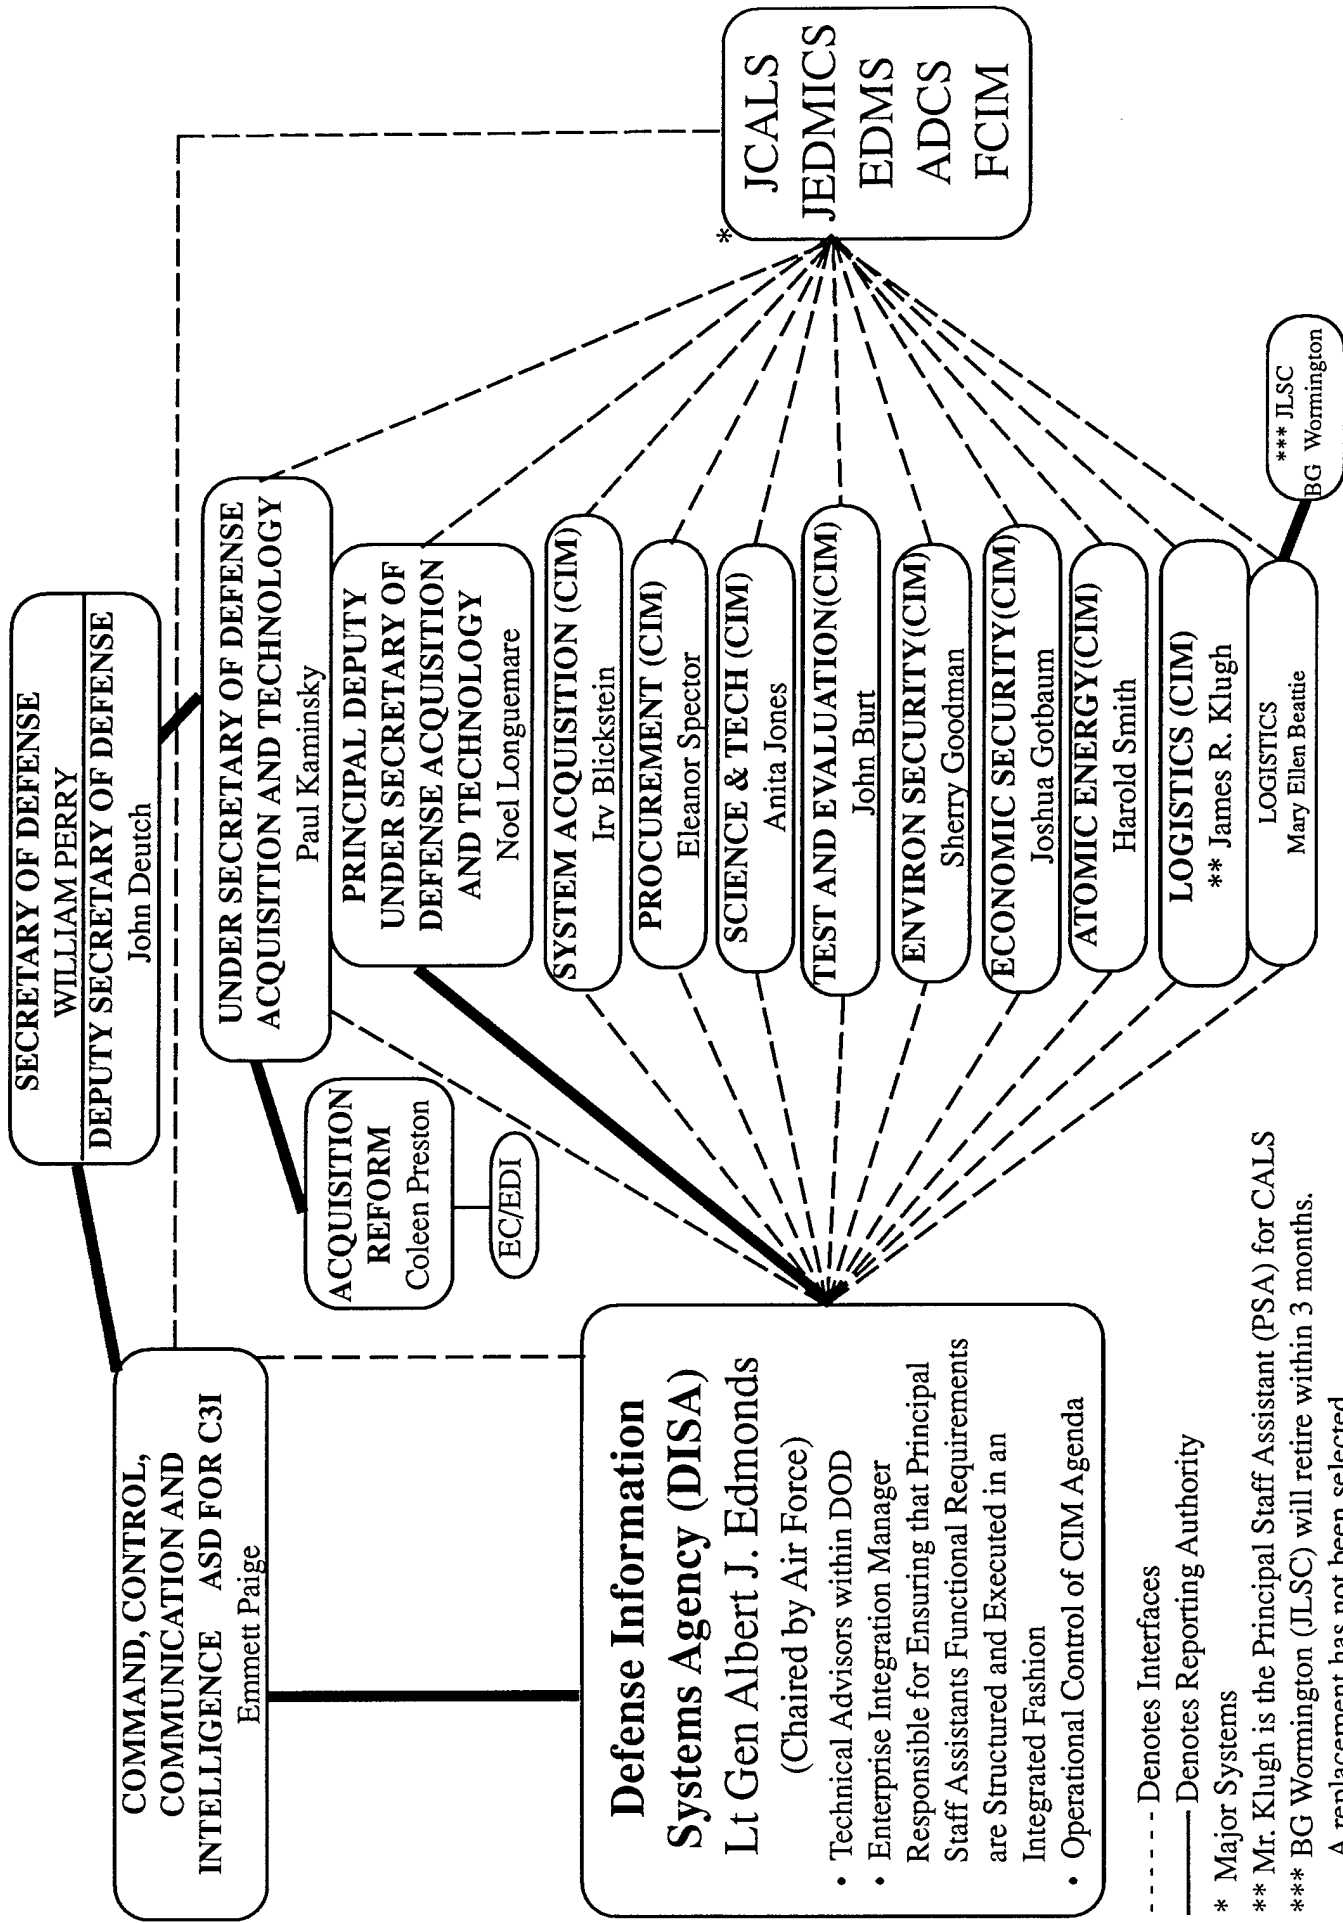 SECRETARY OF DEFENSE
WILLIAM PERRY
DEPUTY SECRETARY OF DEFENSE
John Deutch
COMMAND, CONTROL,
COMMUNICATION AND
INTELLIGENCE ASD FOR C3I
Emmett Paige
UNDER SECRETARY OF DEFENSE
ACQUISITION AND TECHNOLOGY
Paul Kaminsky
ACQUISITION
REFORM
Coleen Preston
EC/EDI
PRINCIPAL DEPUTY
UNDER SECRETARY OF
DEFENSE ACQUISITION
AND TECHNOLOGY
Noel Longuemare
SYSTEM ACQUISITION (CIM)
Irv Blickstein
PROCUREMENT (CIM)
Eleanor Spector
SCIENCE & TECH (CIM)
Anita Jones
TEST AND EVALUATION(CIM)
John Burt
ENVIRON SECURITY(CIM)
Sherry Goodman
ECONOMIC SECURITY(CIM)
Joshua Gotbaum
ATOMIC ENERGY(CIM)
Harold Smith
LOGISTICS (CIM)
** James R. Klugh
LOGISTICS
Mary Ellen Beattie
*** JLSC
BG Wormington
*
JCALS
JEDMICS
EDMS
ADCS
FCIM
Defense Information
Systems Agency (DISA)
Lt Gen Albert J. Edmonds
(Chaired by Air Force)
• Technical Advisors within DOD
• Enterprise Integration Manager
Responsible for Ensuring that Principal
Staff Assistants Functional Requirements
are Structured and Executed in an
Integrated Fashion
• Operational Control of CIM Agenda
- - - - - Denotes Interfaces
Denotes Reporting Authority
* Major Systems
** Mr. Klugh is the Principal Staff Assistant (PSA) for CALS
*** BG Wormington (JLSC) will retire within 3 months.
A replacement has not been selected